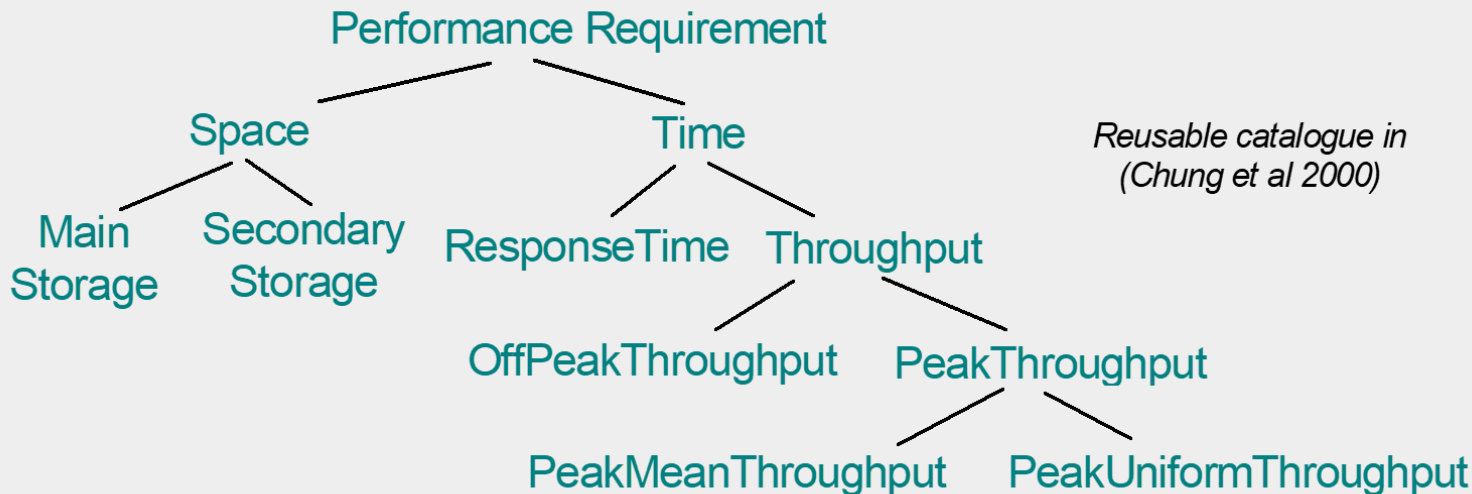 Performance Requirement
Space
Time
Reusable catalogue in
(Chung et al 2000)
Main
Storage
Secondary
Storage
ResponseTime
Throughput
OffPeakThroughput
PeakThroughput
PeakMeanThroughput
PeakUniformThroughput